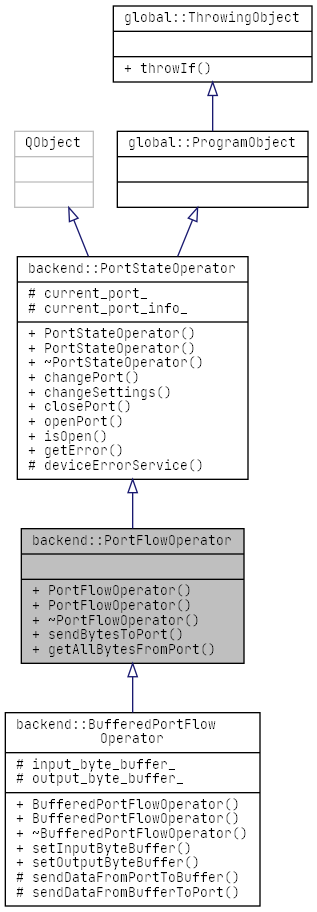 global::ThrowingObject
+ throwIf()
QObject
global::ProgramObject
backend::PortStateOperator
# current_port_
# current_port_info_
+ PortStateOperator()
+ PortStateOperator()
+ ~PortStateOperator()
+ changePort()
+ changeSettings()
+ closePort()
+ openPort()
+ isOpen()
+ getError()
# deviceErrorService()
backend::PortFlowOperator
+ PortFlowOperator()
+ PortFlowOperator()
+ ~PortFlowOperator()
+ sendBytesToPort()
+ getAllBytesFromPort()
backend::BufferedPortFlow
Operator
# input_byte_buffer_
# output_byte_buffer_
+ BufferedPortFlowOperator()
+ BufferedPortFlowOperator()
+ ~BufferedPortFlowOperator()
+ setInputByteBuffer()
+ setOutputByteBuffer()
# sendDataFromPortToBuffer()
# sendDataFromBufferToPort()